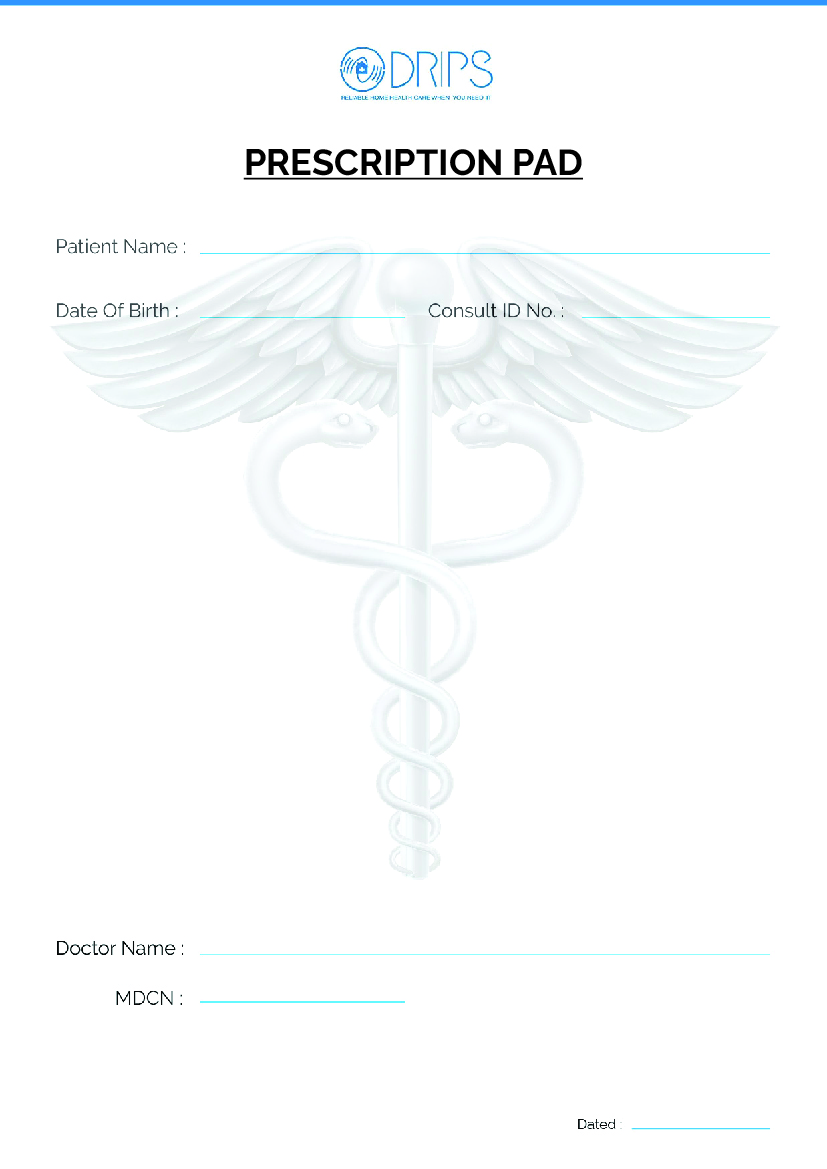 DRIPS
RELIABLE HOME HEALTH CARE WHEN YOU NEED IT
PRESCRIPTION PAD
Patient Name :
Date Of Birth : Consult ID No. :
Doctor Name :
MDCN :
Dated :